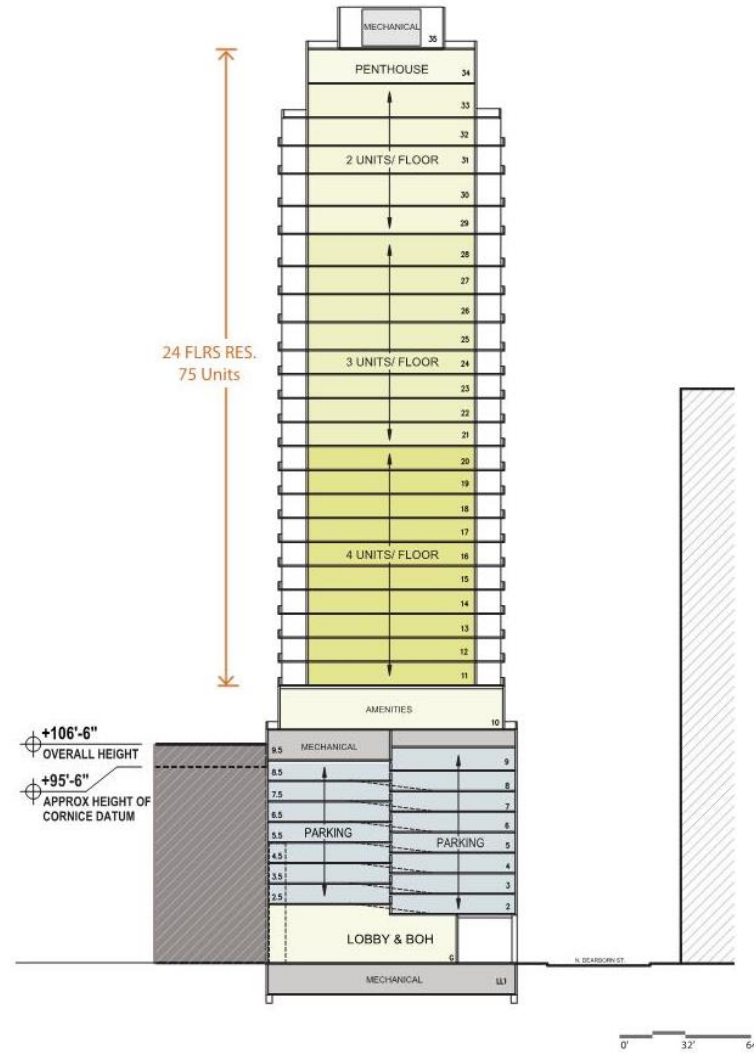 MECHANICAL
35
PENTHOUSE 34
33
32
2 UNITS/ FLOOR 31
30
29
28
27
26
25
24 FLRS RES.
75 Units
3 UNITS/ FLOOR 24
23
22
21
20
19
18
17
4 UNITS/ FLOOR 16
15
14
13
12
11
AMENITIES
10
+106'-6"
OVERALL HEIGHT
+95'-6"
APPROX HEIGHT OF
CORNICE DATUM
9.5 MECHANICAL
9
8.5
8
7.5
7
6.5
6
5.5 PARKING
PARKING 5
4.5
4
3.5
3
2.5
2
LOBBY & BOH
G
N. DEARBORN ST.
MECHANICAL LL1
0' 32' 64